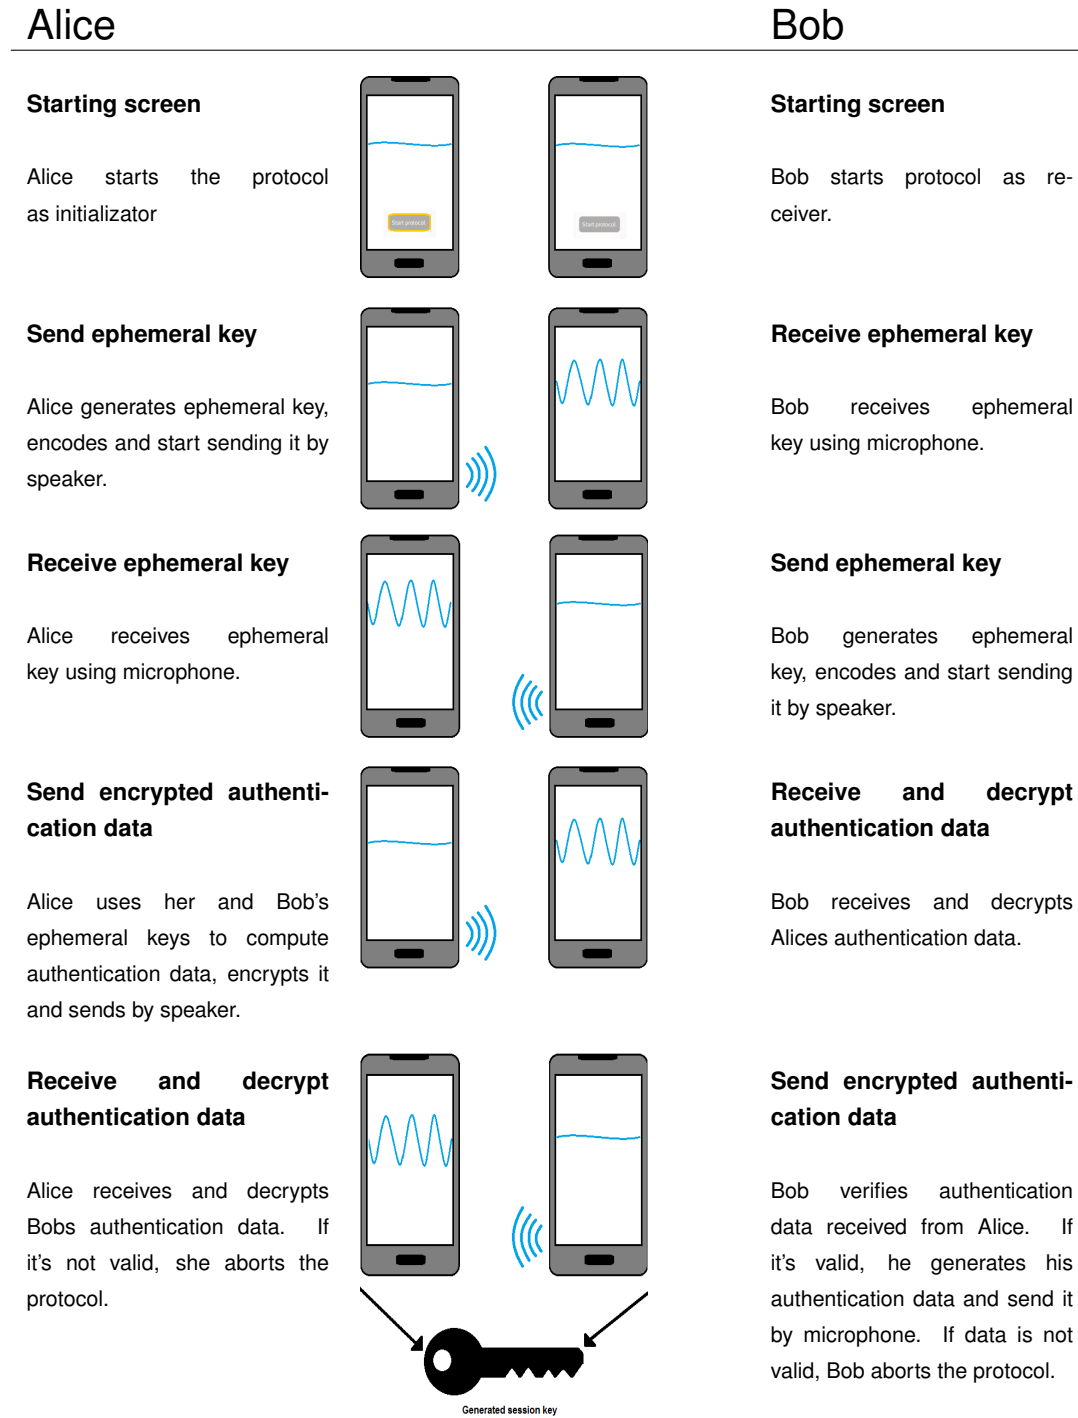 Alice
Bob
Starting screen
Alice starts the protocol
as initializator
Start protocol
Start protocol
Starting screen
Bob starts protocol as re-
ceiver.
Send ephemeral key
Alice generates ephemeral key,
encodes and start sending it by
speaker.
Receive ephemeral key
Bob receives ephemeral
key using microphone.
Receive ephemeral key
Alice receives ephemeral
key using microphone.
Send ephemeral key
Bob generates ephemeral
key, encodes and start sending
it by speaker.
Send encrypted authenti-
cation data
Alice uses her and Bob's
ephemeral keys to compute
authentication data, encrypts it
and sends by speaker.
Receive and decrypt
authentication data
Bob receives and decrypts
Alices authentication data.
Receive and decrypt
authentication data
Alice receives and decrypts
Bobs authentication data. If
it's not valid, she aborts the
protocol.
Send encrypted authenti-
cation data
Bob verifies authentication
data received from Alice. If
it's valid, he generates his
authentication data and send it
by microphone. If data is not
valid, Bob aborts the protocol.
Generated session key